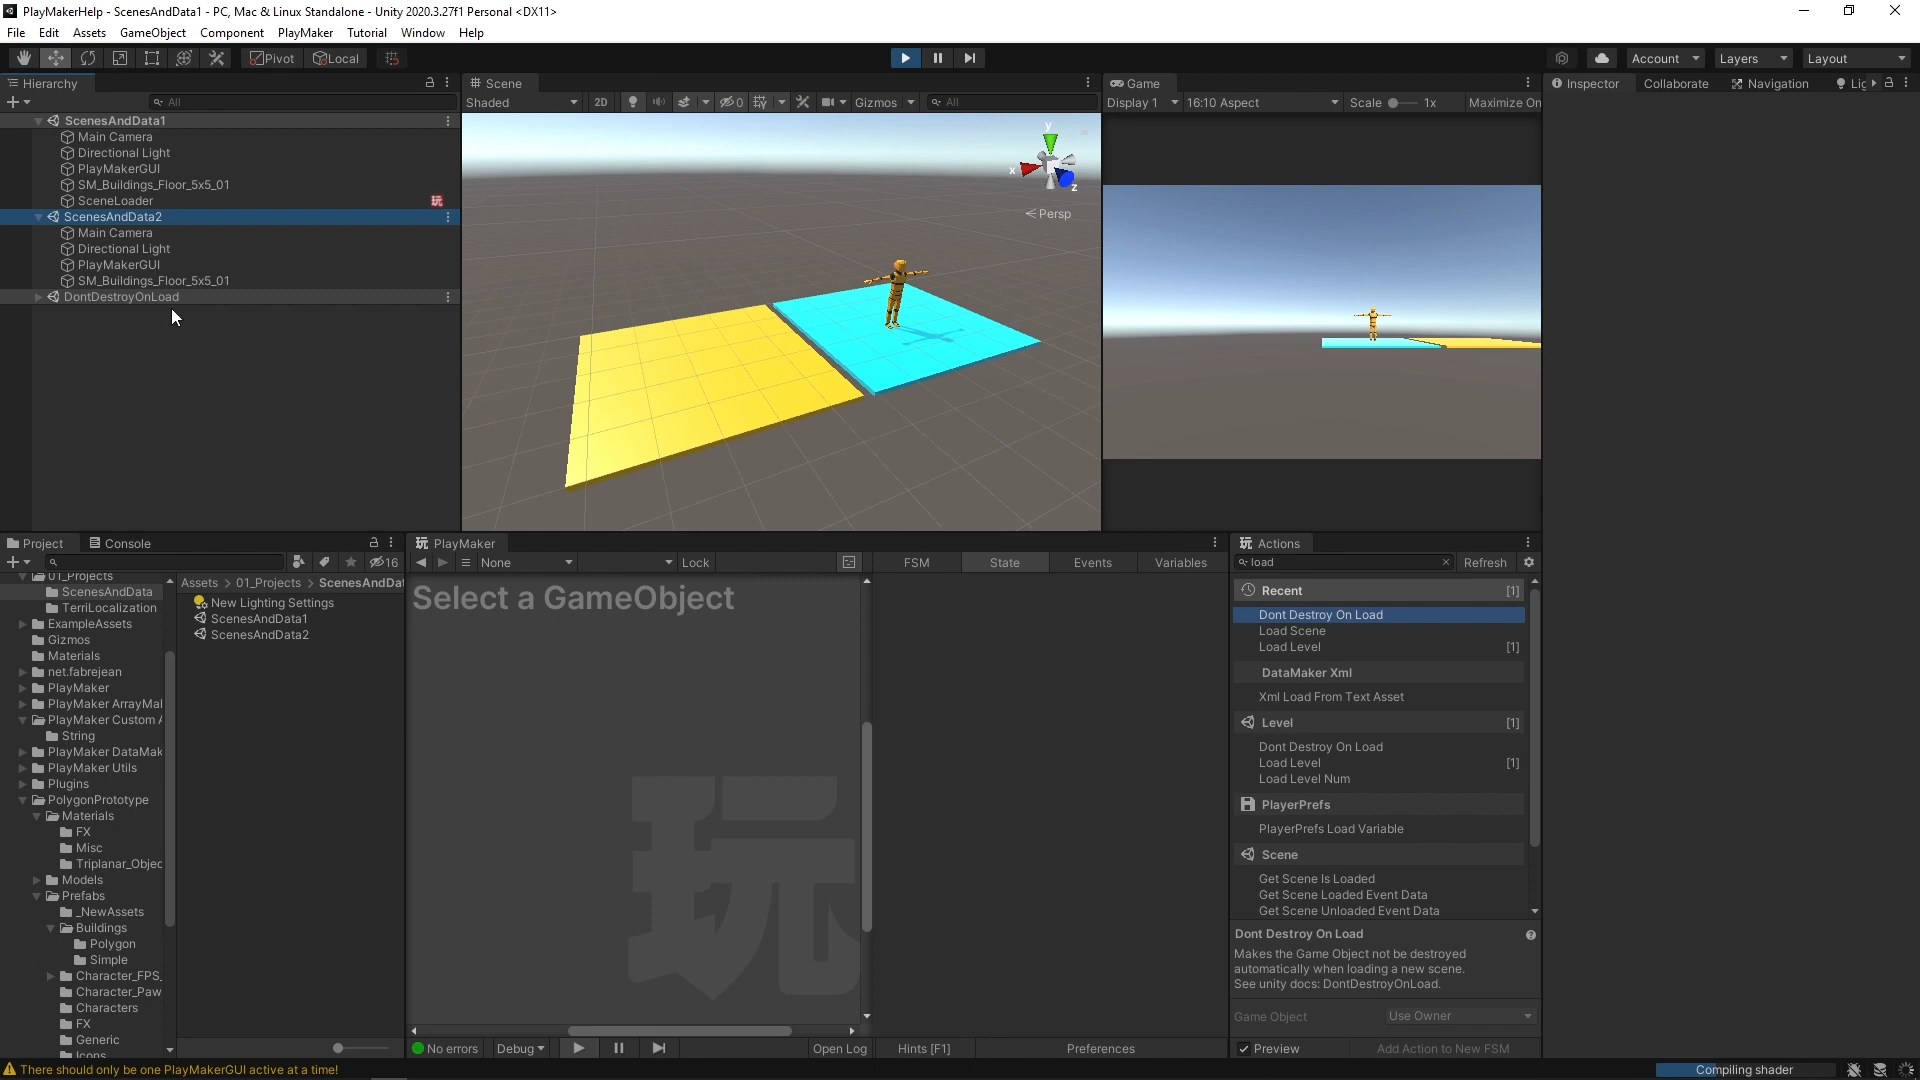 PlayMakerHelp - ScenesAndData1 - PC, Mac & Linux Standalone - Unity 2020.3.27f1 Personal <DX11>
File Edit Assets GameObject Component PlayMaker Tutorial Window Help
Pivot Local Account Layers Layout
Hierarchy
All
ScenesAndData1
Main Camera
Directional Light
PlayMakerGUI
SM_Buildings_Floor_5x5_01
SceneLoader 玩
ScenesAndData2
Main Camera
Directional Light
PlayMakerGUI
SM_Buildings_Floor_5x5_01
DontDestroyOnLoad
Scene
Shaded 2D 0 Gizmos All
y
x
z
Persp
Game
Display 1 16:10 Aspect Scale 1x Maximize On
Inspector Collaborate Navigation Lig
Project Console
16
01_Projects
ScenesAndData
TerriLocalization
ExampleAssets
Gizmos
Materials
net.fabrejean
PlayMaker
PlayMaker ArrayMa
PlayMaker Custom A
String
PlayMaker DataMak
PlayMaker Utils
Plugins
PolygonPrototype
Materials
FX
Misc
Triplanar_Objec
Models
Prefabs
_NewAssets
Buildings
Polygon
Simple
Character_FPS_
Character_Paw
Characters
FX
Generic
Icons
Assets > 01_Projects > ScenesAndDat
New Lighting Settings
ScenesAndData1
ScenesAndData2
玩 PlayMaker
None Lock FSM State Events Variables
Select a GameObject
玩
No errors Debug Open Log Hints [F1] Preferences
玩 Actions
load Refresh
Recent [1]
Dont Destroy On Load
Load Scene
Load Level [1]
DataMaker Xml
Xml Load From Text Asset
Level [1]
Dont Destroy On Load
Load Level [1]
Load Level Num
PlayerPrefs
PlayerPrefs Load Variable
Scene
Get Scene Is Loaded
Get Scene Loaded Event Data
Get Scene Unloaded Event Data
Dont Destroy On Load
Makes the Game Object not be destroyed
automatically when loading a new scene.
See unity docs: DontDestroyOnLoad.
Game Object Use Owner
Preview Add Action to New FSM
There should only be one PlayMakerGUI active at a time!
Compiling shader